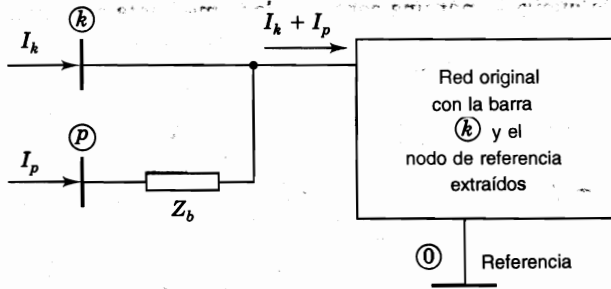 k
I_k + I_p
I_k
p
I_p
Z_b
Red original
con la barra
k y el
nodo de referencia
extraídos
0 Referencia